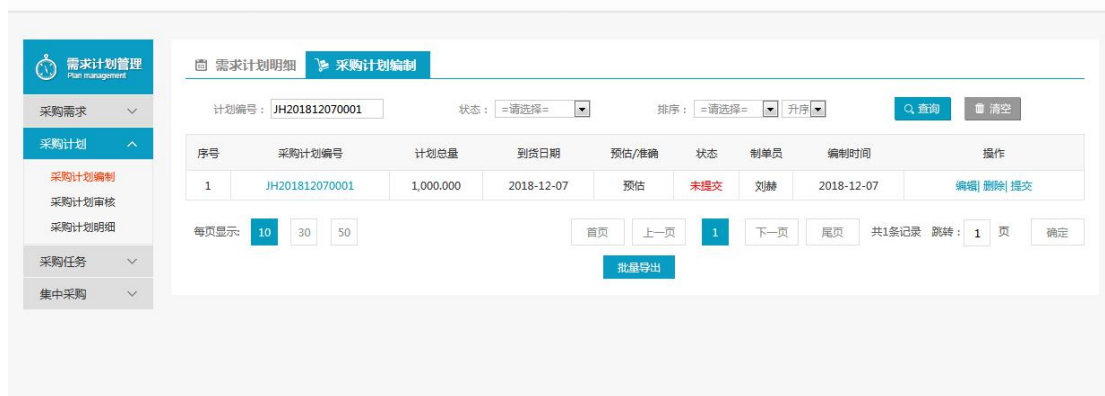 需求计划管理
Plan management
需求计划明细 采购计划编制
采购需求
计划编号： JH201812070001 状态： =请选择= 排序： =请选择= 升序 查询 清空
采购计划
采购计划编制
采购计划审核
采购计划明细
采购任务
集中采购
序号 采购计划编号 计划总量 到货日期 预估/准确 状态 制单员 编制时间 操作
1 JH201812070001 1,000.000 2018-12-07 预估 未提交 刘赫 2018-12-07 编辑| 删除| 提交
每页显示: 10 30 50 首页 上一页 1 下一页 尾页 共1条记录 跳转： 1 页 确定
批量导出